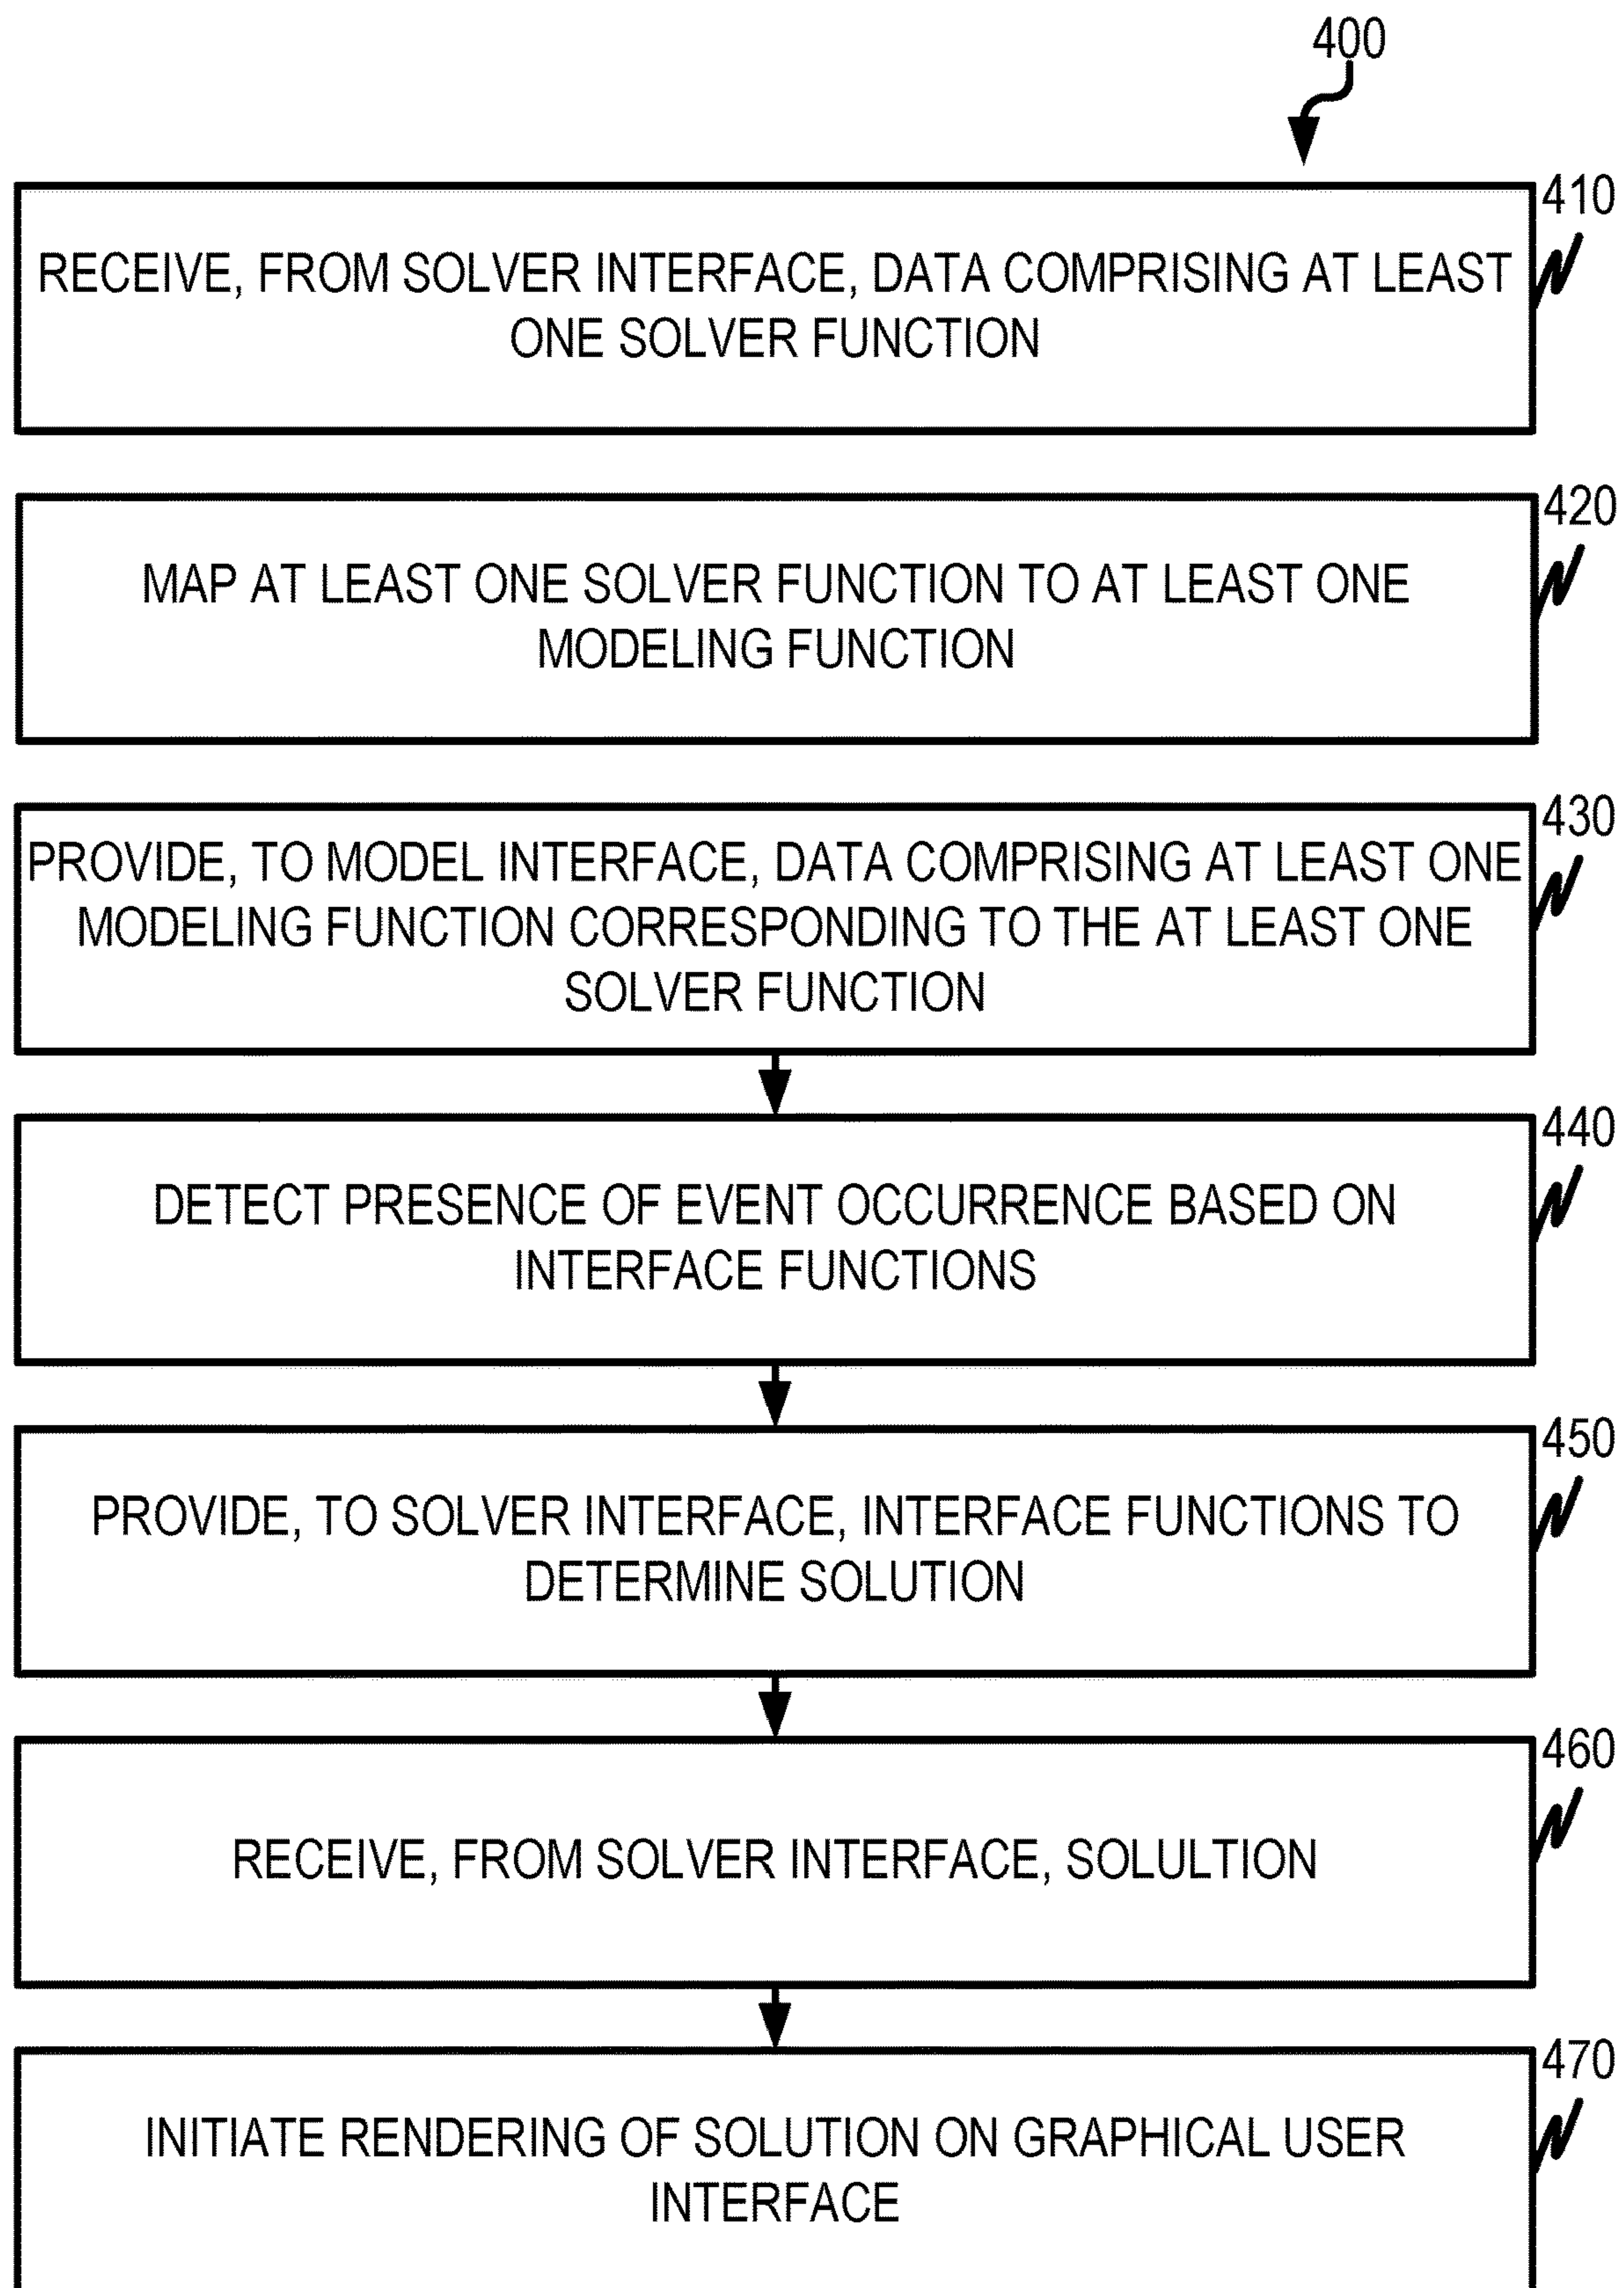 400
410
RECEIVE, FROM SOLVER INTERFACE, DATA COMPRISING AT LEAST
ONE SOLVER FUNCTION
420
MAP AT LEAST ONE SOLVER FUNCTION TO AT LEAST ONE
MODELING FUNCTION
430
PROVIDE, TO MODEL INTERFACE, DATA COMPRISING AT LEAST ONE
MODELING FUNCTION CORRESPONDING TO THE AT LEAST ONE
SOLVER FUNCTION
440
DETECT PRESENCE OF EVENT OCCURRENCE BASED ON
INTERFACE FUNCTIONS
450
PROVIDE, TO SOLVER INTERFACE, INTERFACE FUNCTIONS TO
DETERMINE SOLUTION
460
RECEIVE, FROM SOLVER INTERFACE, SOLULTION
470
INITIATE RENDERING OF SOLUTION ON GRAPHICAL USER
INTERFACE